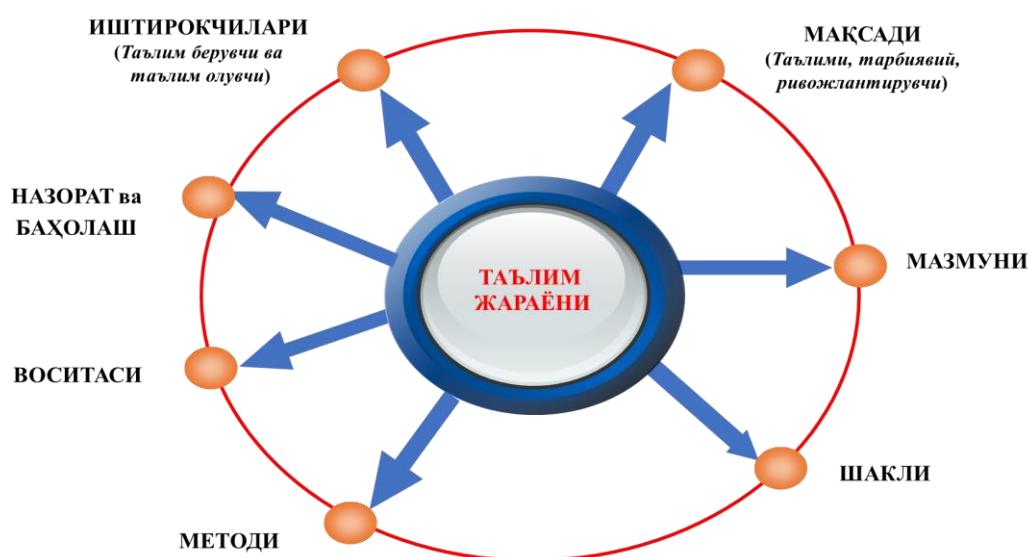 ИШТИРОКЧИЛАРИ
(Таълим берувчи ва
таълим олувчи)
МАҚСАДИ
(Таълими, тарбиявий,
ривожлантирувчи)
НАЗОРАТ ва
БАҲОЛАШ
ТАЪЛИМ
ЖАРАЁНИ
МАЗМУНИ
ВОСИТАСИ
ШАКЛИ
МЕТОДИ